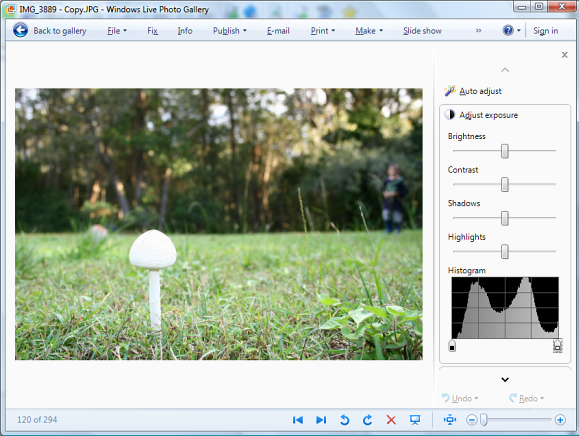 IMG_3889 - Copy.JPG - Windows Live Photo Gallery
Back to gallery File Fix Info Publish E-mail Print Make Slide show » ? Sign in
Auto adjust
Adjust exposure
Brightness
Contrast
Shadows
Highlights
Histogram
Undo Redo
120 of 294